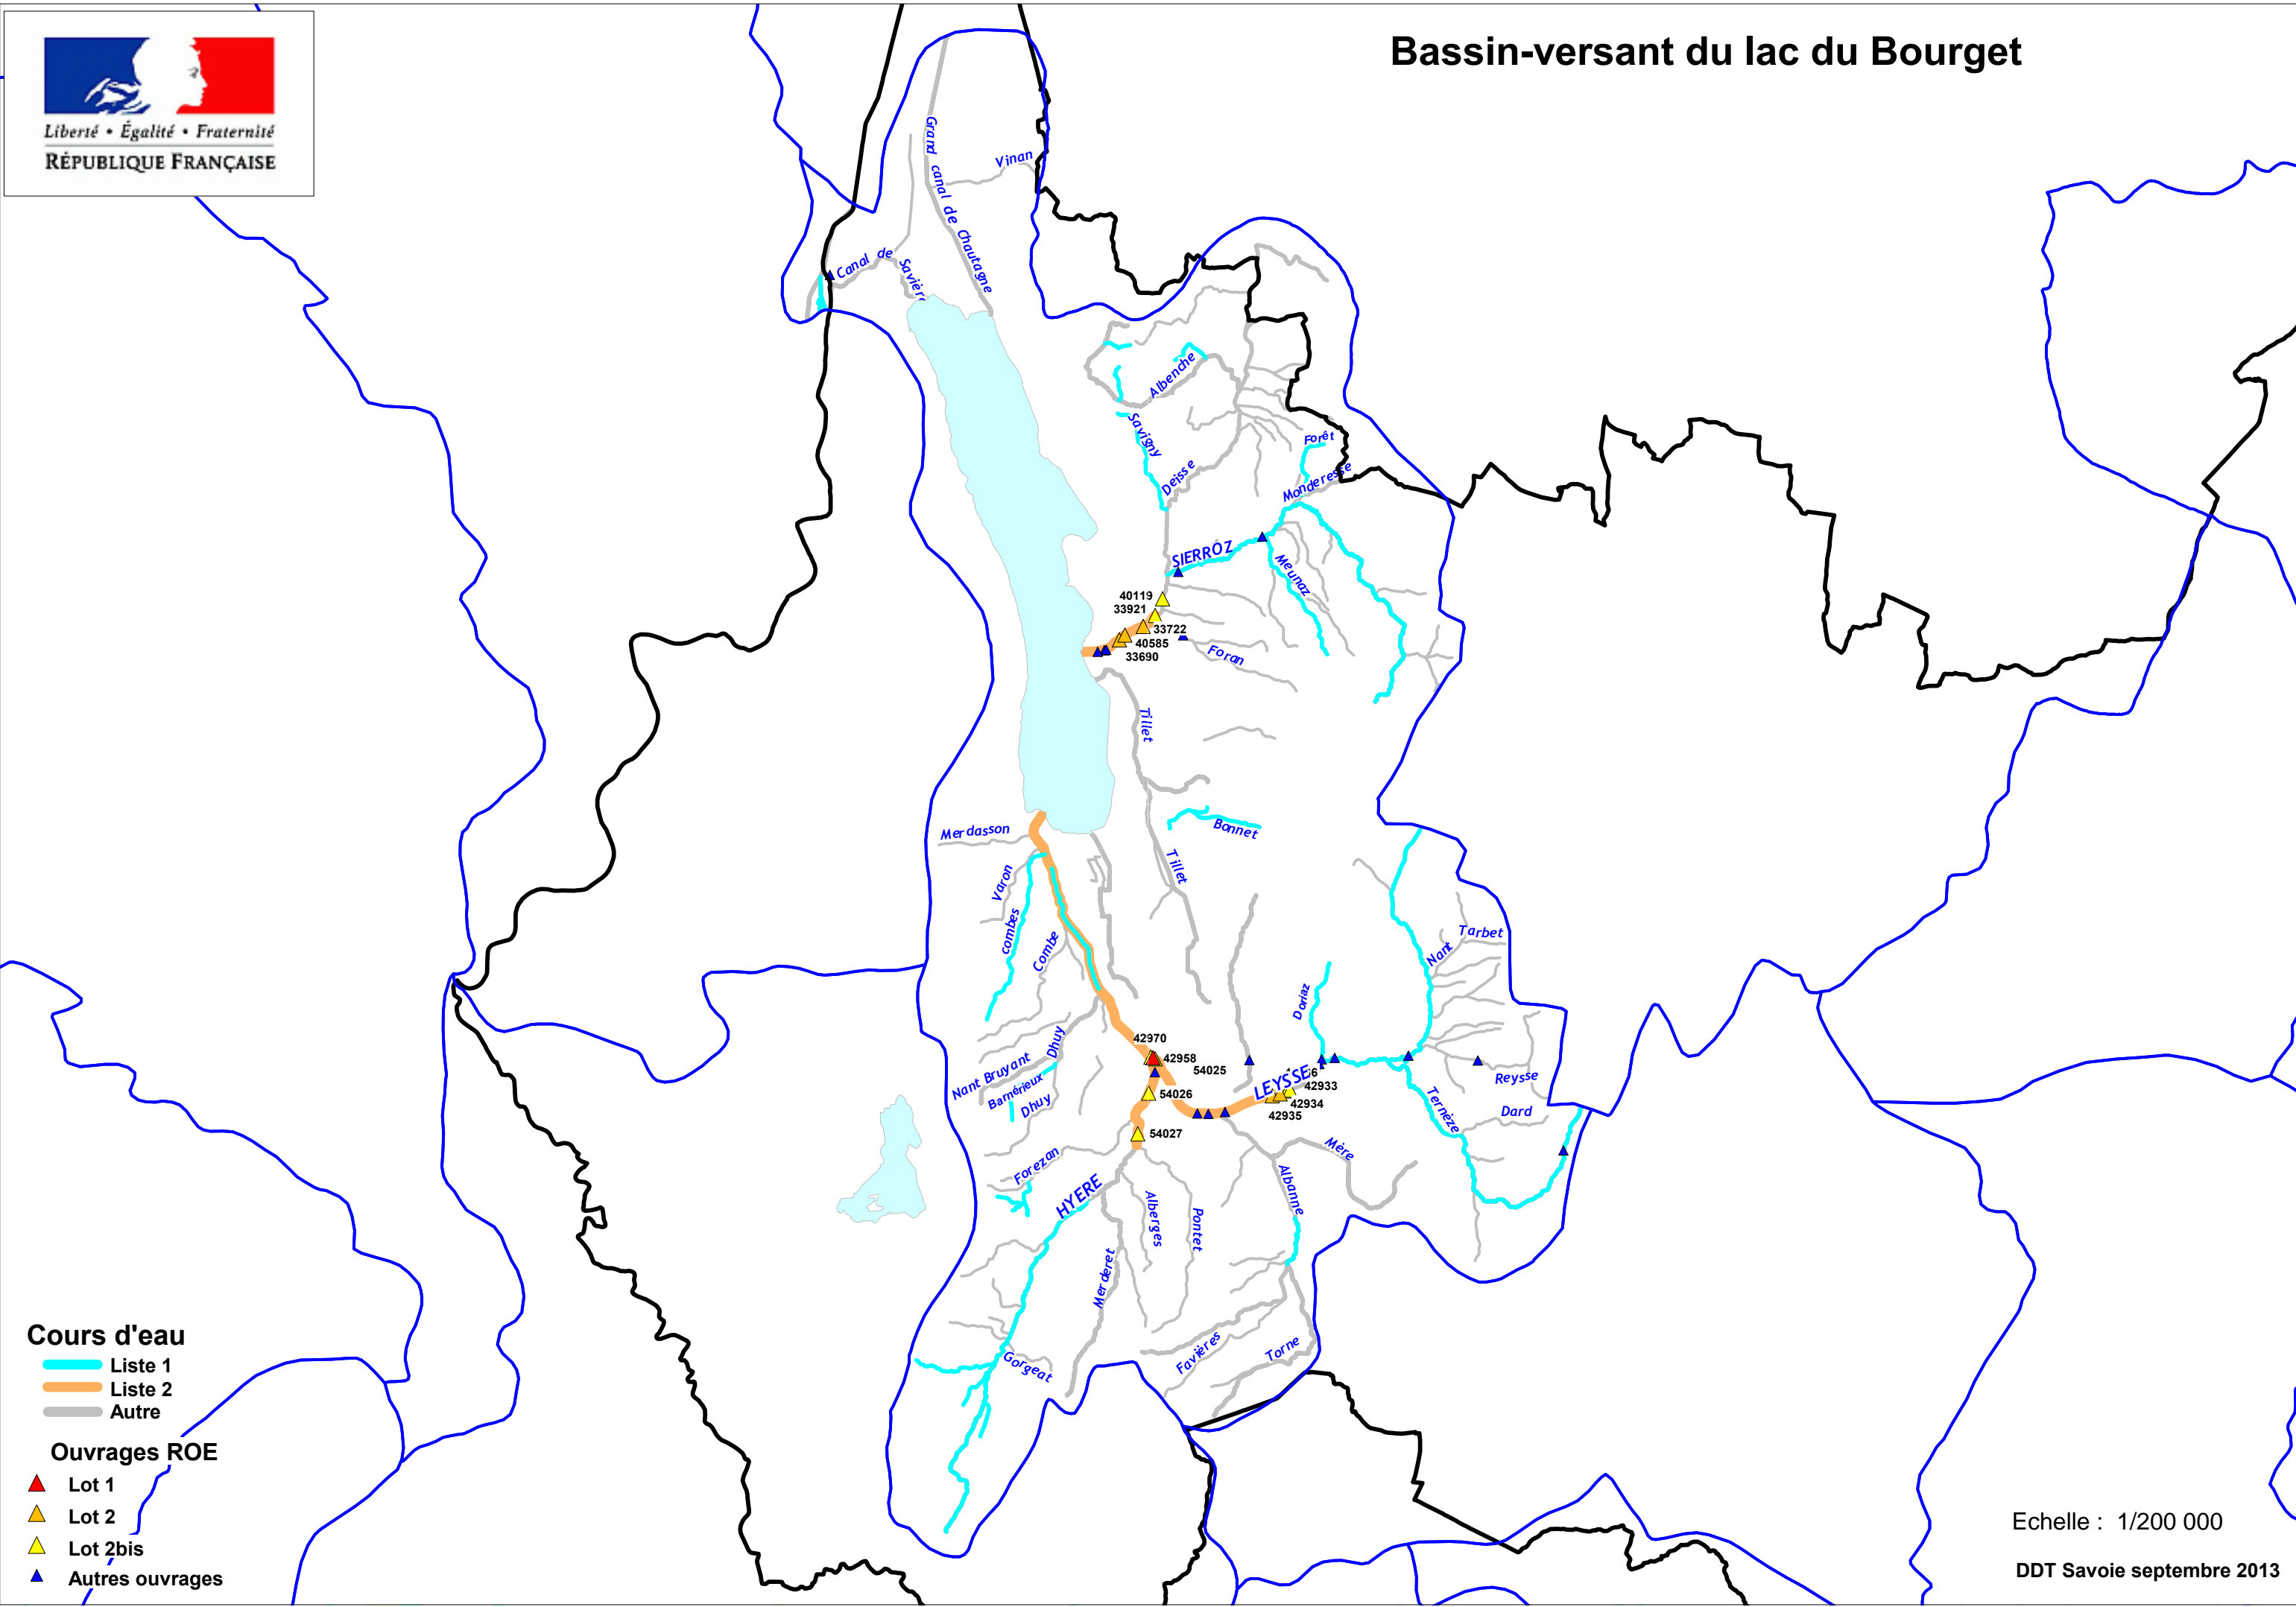 Bassin-versant du lac du Bourget
Liberté • Égalité • Fraternité
RÉPUBLIQUE FRANÇAISE
Grand canal de Chautagne
Vinan
Canal de
Savière
Albenche
Savigny
Deisse
Forêt
Monderesse
SIERROZ
Meunaz
40119
33921
33722
40585
33690
Foran
Tillet
Merdasson
Bonnet
Varon
Tillet
combes
Combe
Tarbet
Nant
Doriaz
42970
Dhuy
42958
54025
Nant Bruyant
LEYSSE
6
42933
Reysse
Barnérieux
54026
Dhuy
42934
42935
Ternèze
Dard
54027
Mère
Forezan
HYERE
Albanne
Alberges
Pontet
Merderet
Favières
Torne
Gorgeat
Cours d'eau
Liste 1
Liste 2
Autre
Ouvrages ROE
Lot 1
Lot 2
Lot 2bis
Autres ouvrages
Echelle : 1/200 000
DDT Savoie septembre 2013